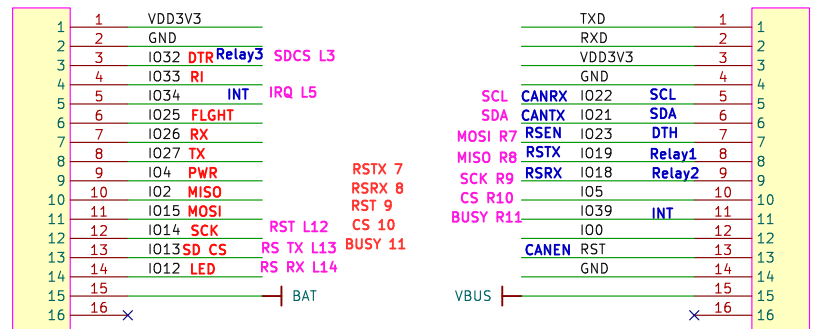 1 1 VDD3V3 TXD 1 1
2 2 GND RXD 2 2
3 3 IO32 DTR Relay3 SDCS L3 VDD3V3 3 3
4 4 IO33 RI GND 4 4
5 5 IO34 INT IRQ L5 SCL CANRX IO22 SCL 5 5
6 6 IO25 FLGHT SDA CANTX IO21 SDA 6 6
7 7 IO26 RX MOSI R7 RSEN IO23 DTH 7 7
8 8 IO27 TX MISO R8 RSTX IO19 Relay1 8 8
9 9 IO4 PWR RSTX 7 SCK R9 RSRX IO18 Relay2 9 9
10 10 IO2 MISO RSRX 8 CS R10 IO5 10 10
11 11 IO15 MOSI RST 9 BUSY R11 IO39 INT 11 11
12 12 IO14 SCK RST L12 CS 10 IO0 12 12
13 13 IO13 SD CS RS TX L13 BUSY 11 CANEN RST 13 13
14 14 IO12 LED RS RX L14 GND 14 14
15 15 BAT VBUS 15 15
16 16 16 16